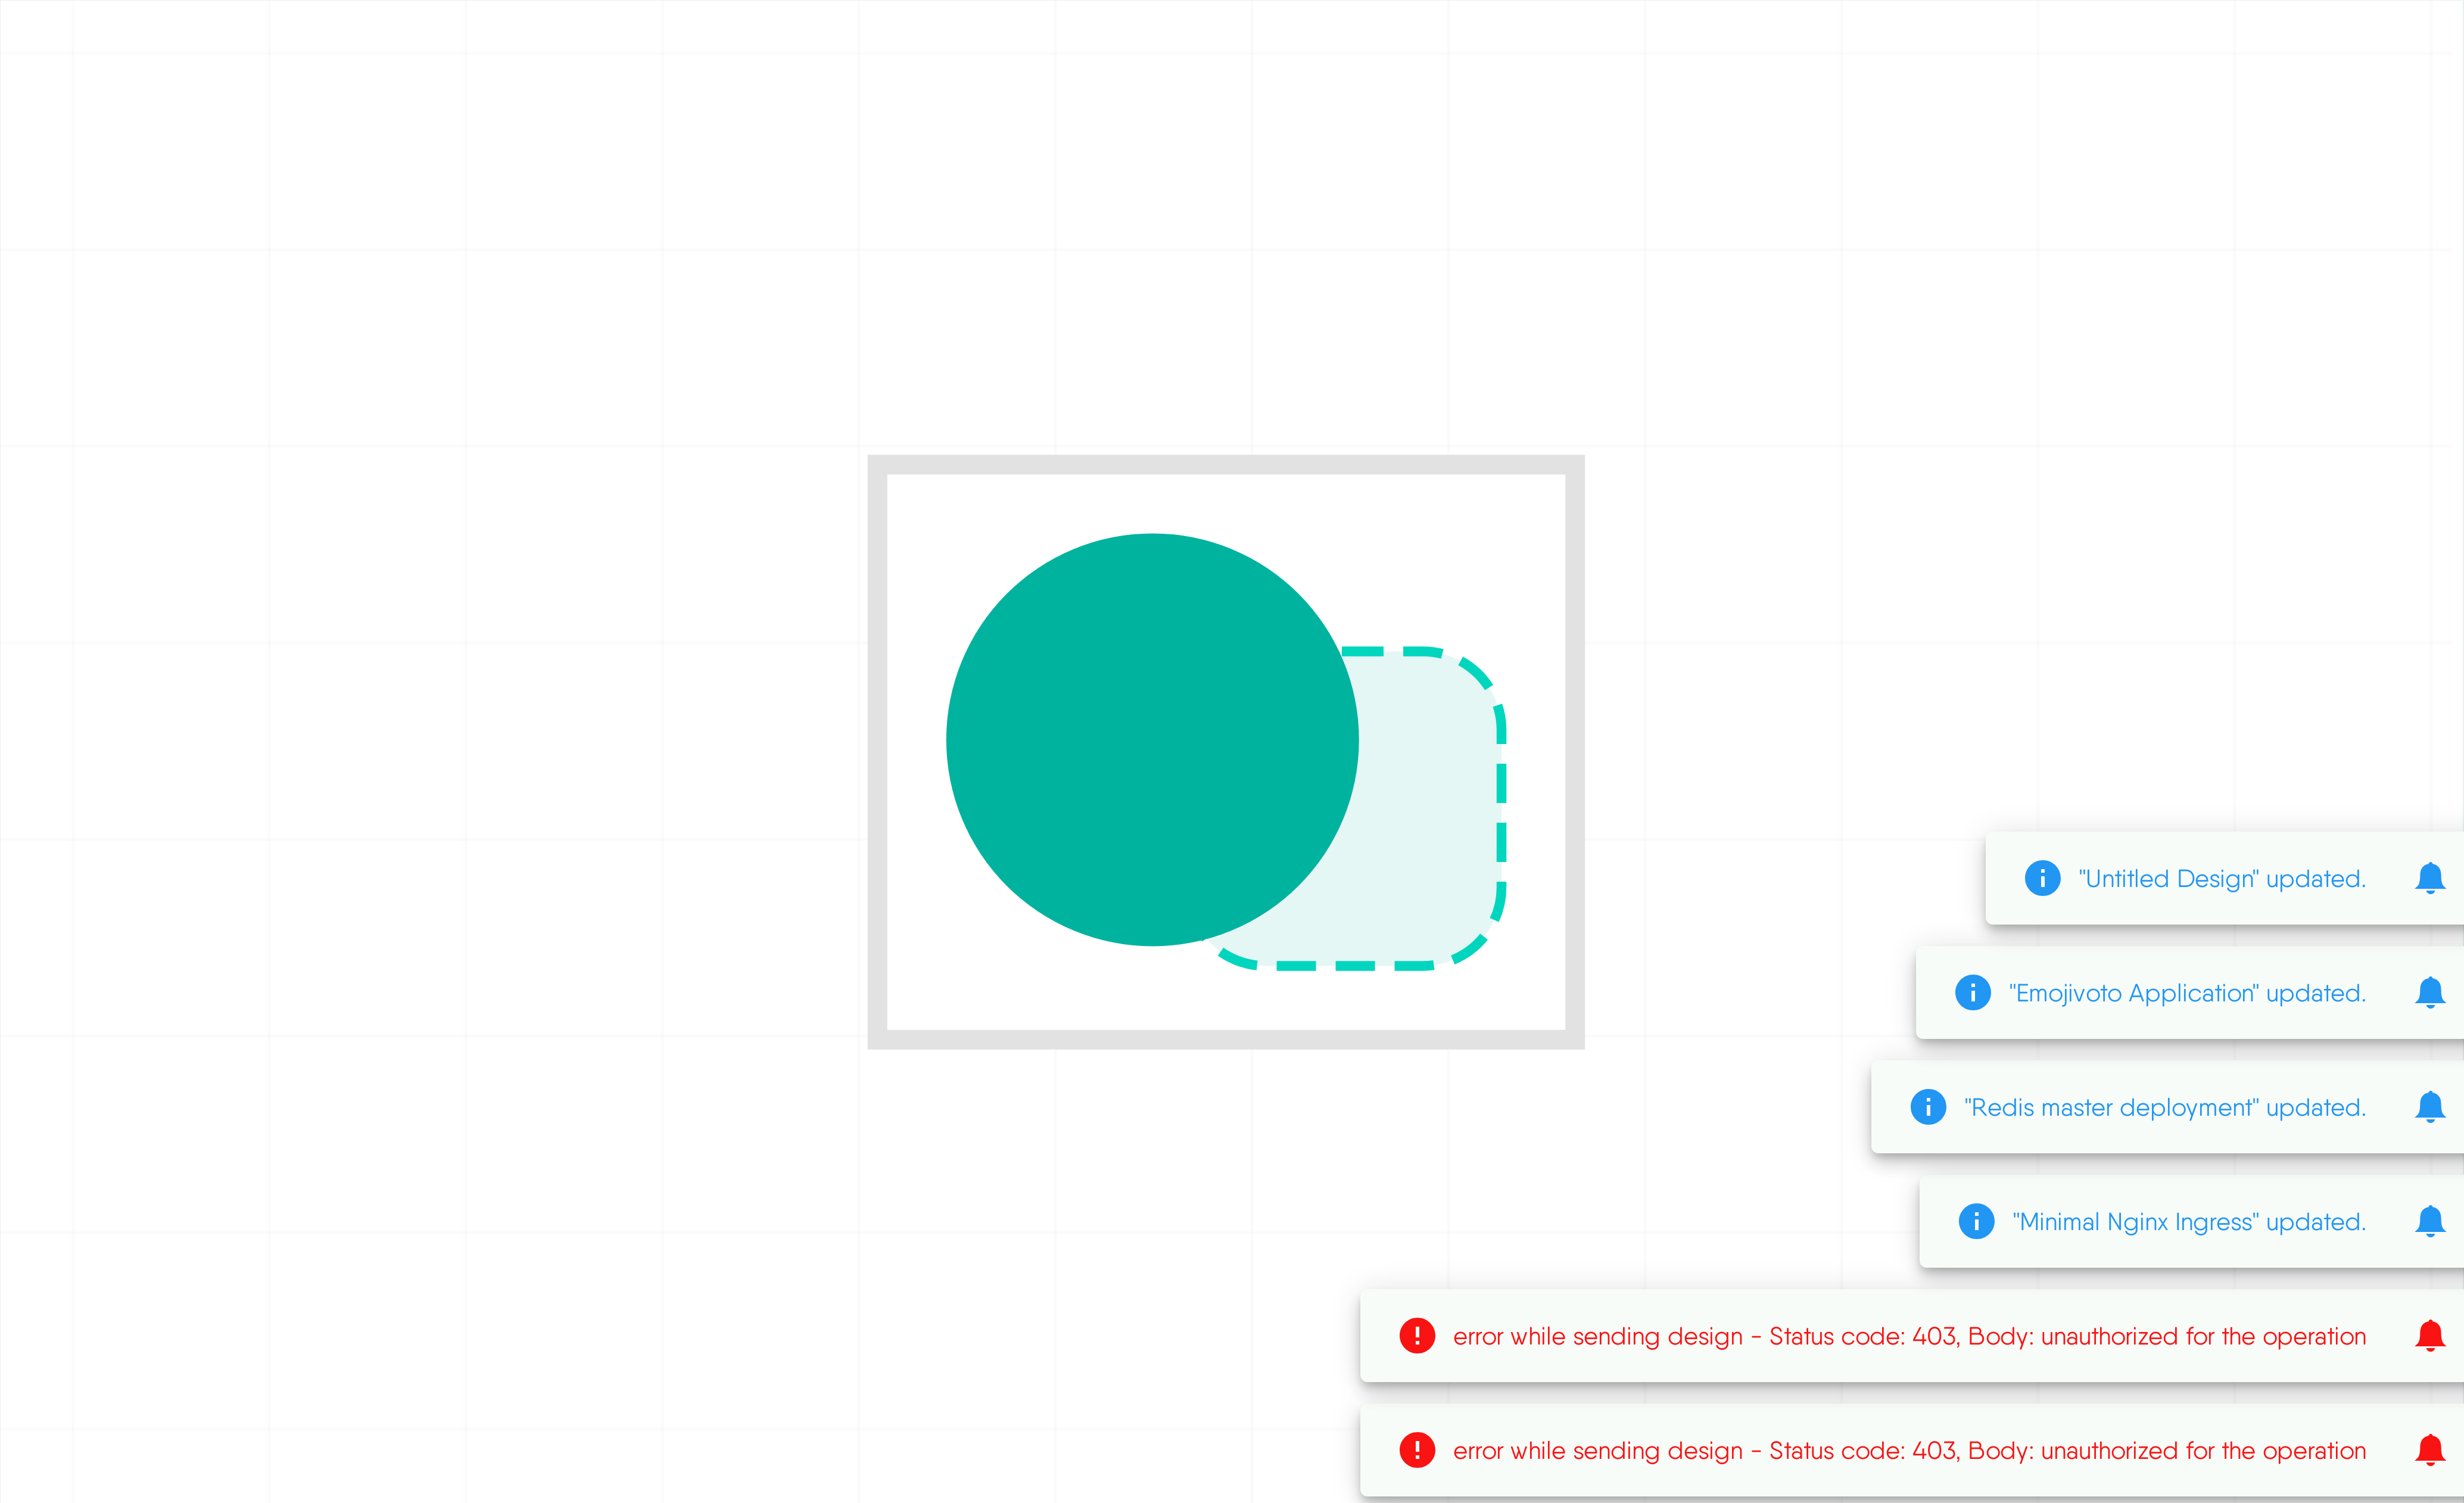 "Untitled Design" updated.
"Emojivoto Application" updated.
"Redis master deployment" updated.
"Minimal Nginx Ingress" updated.
error while sending design - Status code: 403, Body: unauthorized for the operation
error while sending design - Status code: 403, Body: unauthorized for the operation